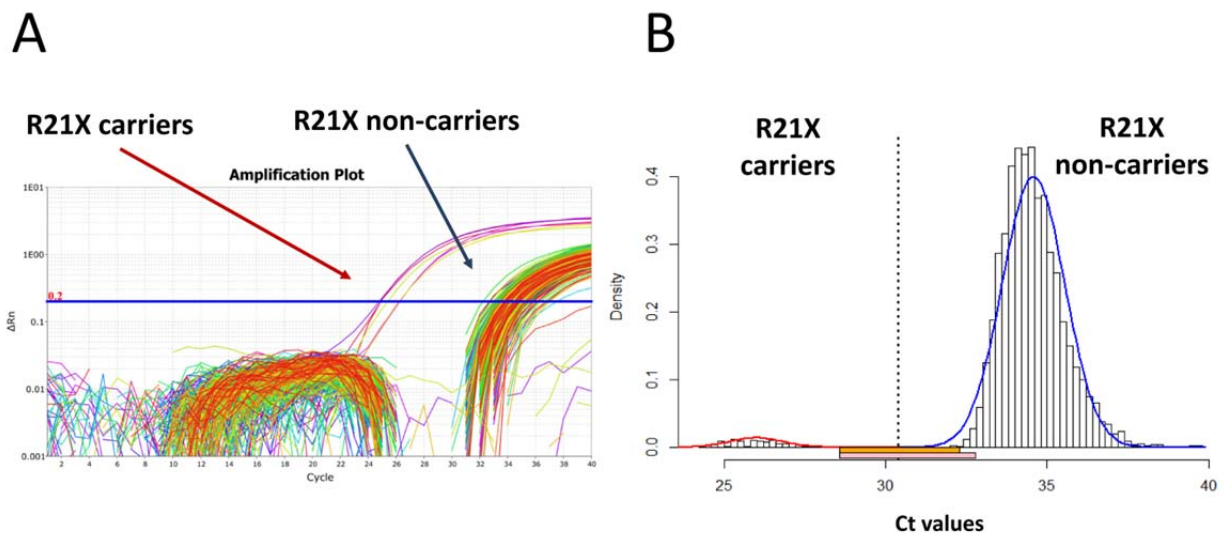 A
R21X carriers
R21X non-carriers
Amplification Plot
1E01
1E00
0.2
0.1
0.01
0.001
ΔRn
2 4 6 8 10 12 14 16 18 20 22 24 26 28 30 32 34 36 38 40
Cycle
B
R21X
carriers
R21X
non-carriers
0.4
0.3
0.2
0.1
0.0
Density
25 30 35 40
Ct values